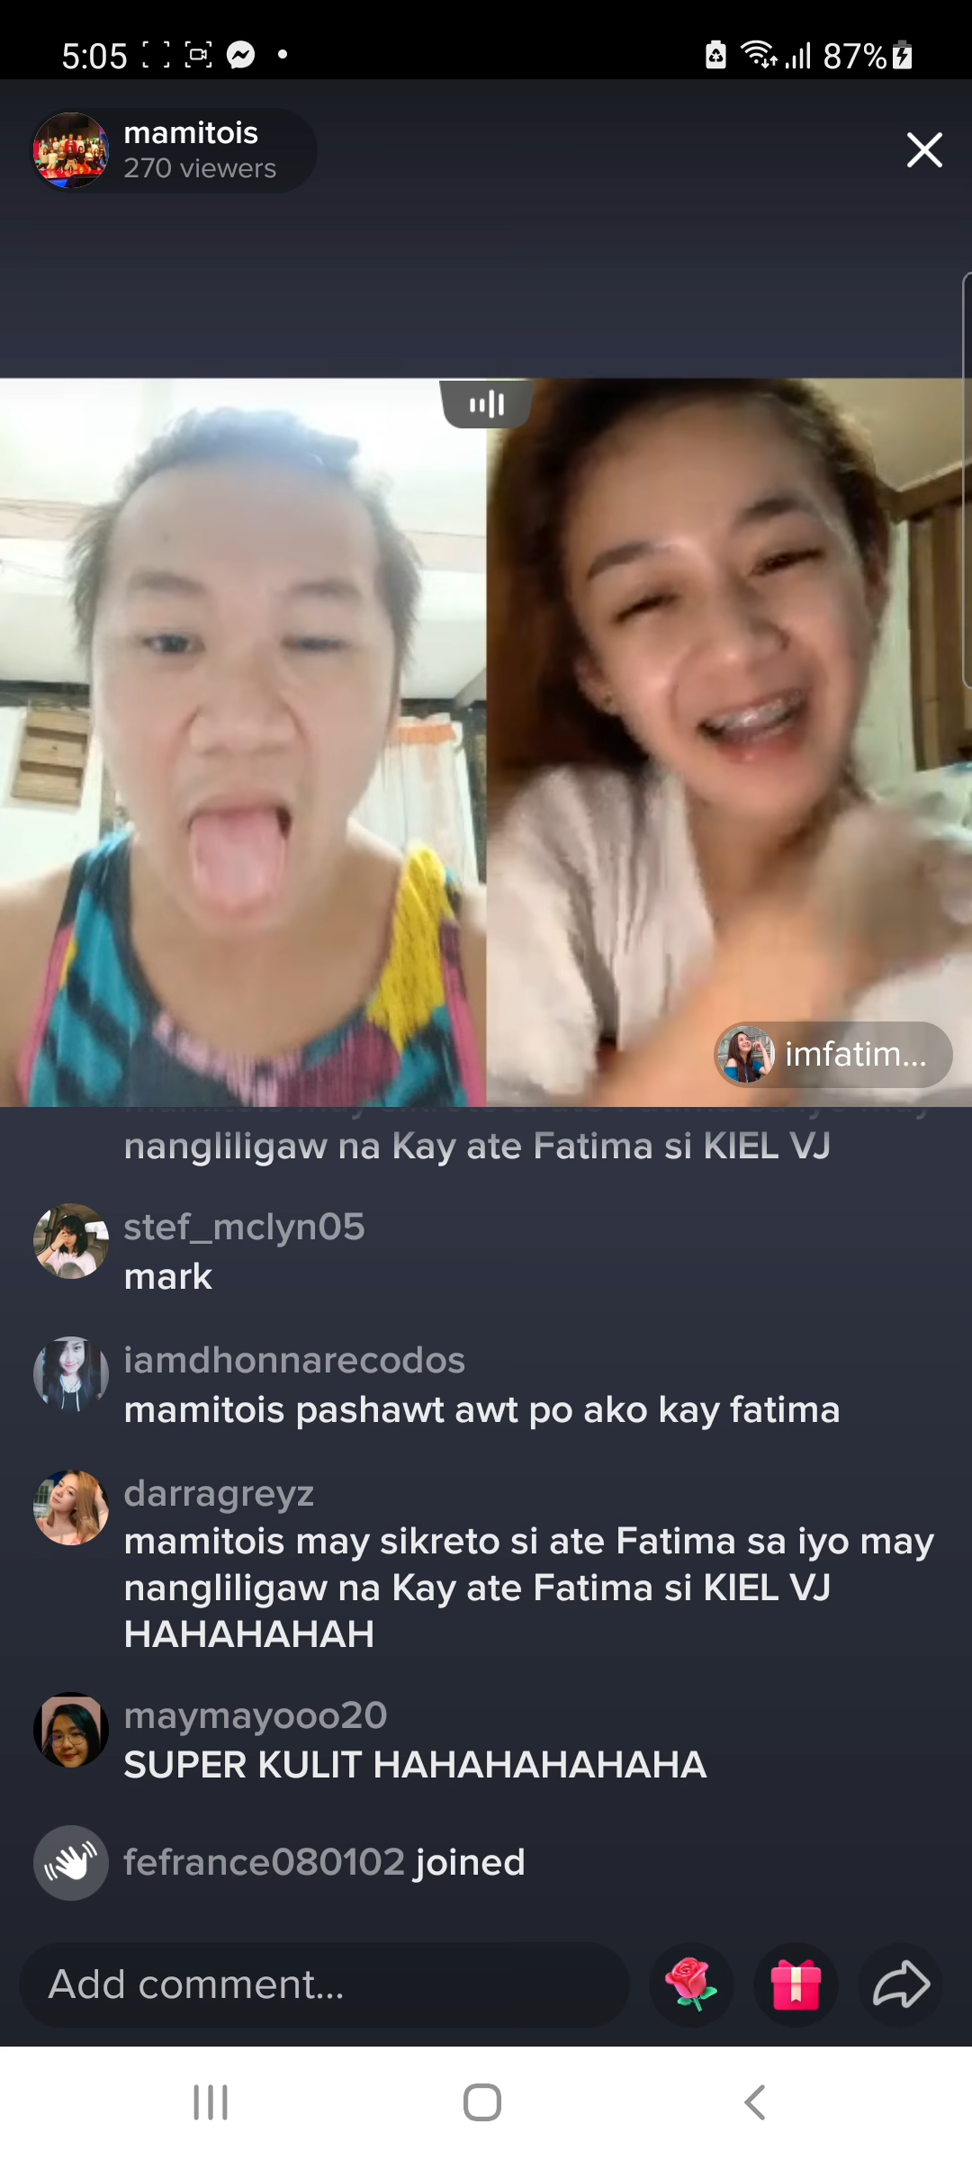 5:05
87%
mamitois
270 viewers
imfatim...
nangliligaw na Kay ate Fatima si KIEL VJ
stef_mclyn05
mark
iamdhonnarecodos
mamitois pashawt awt po ako kay fatima
darragreyz
mamitois may sikreto si ate Fatima sa iyo may
nangliligaw na Kay ate Fatima si KIEL VJ
HAHAHAHAH
maymayooo20
SUPER KULIT HAHAHAHAHAHA
fefrance080102 joined
Add comment...